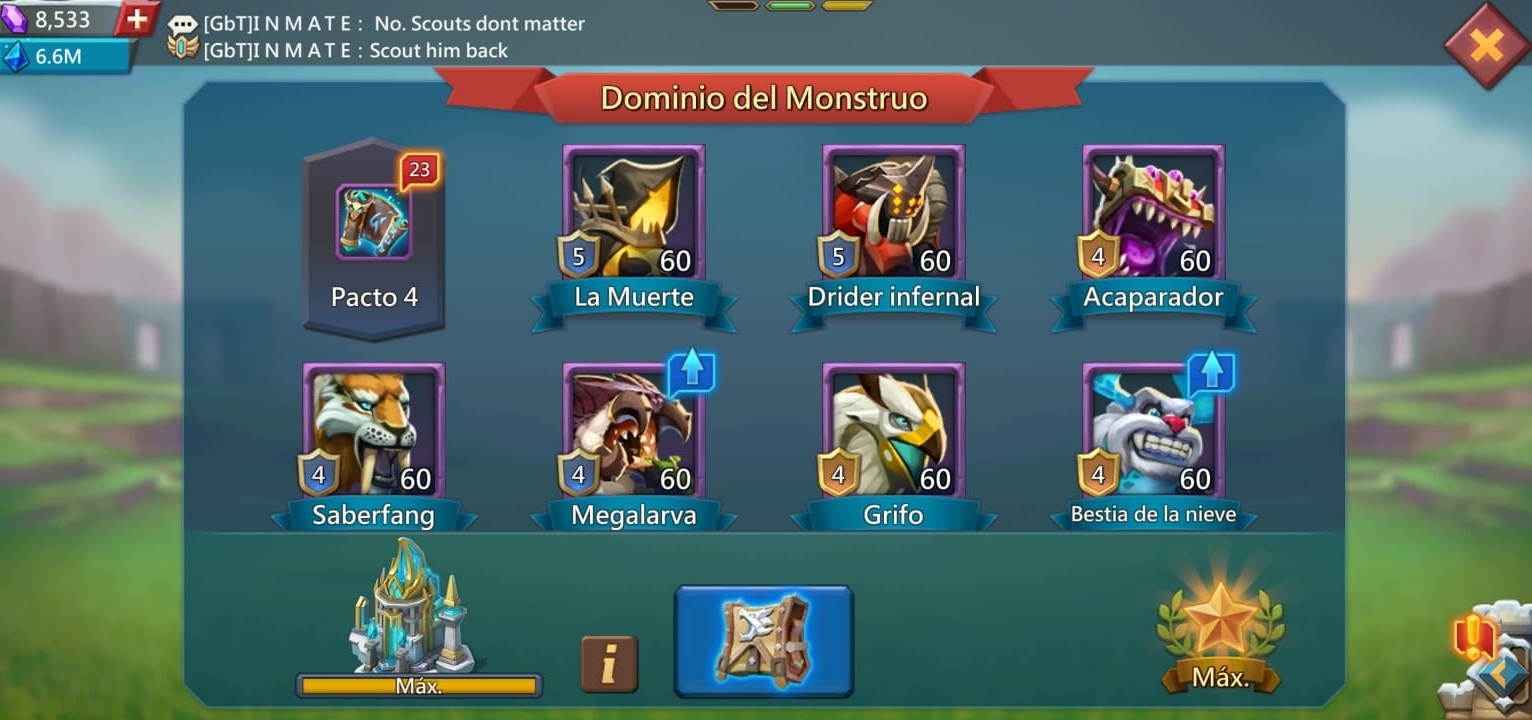 8,533
[GbT]I N M A T E : No. Scouts dont matter
6.6M
[GbT]I N M A T E : Scout him back
Dominio del Monstruo
23
Pacto 4
5
60
La Muerte
5
60
Drider infernal
4
60
Acaparador
4
60
Saberfang
4
60
Megalarva
4
60
Grifo
4
60
Bestia de la nieve
Máx.
i
Máx.